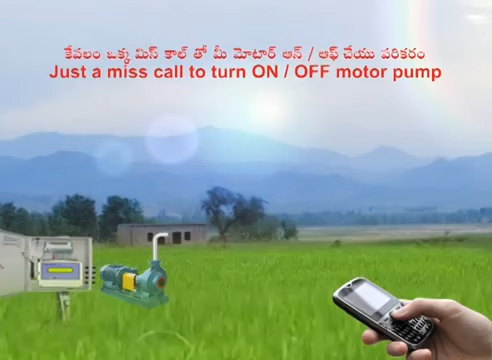 కేవలం ఒక్క మిస్ కాల్ తో మీ మోటార్ ఆన్ / ఆఫ్ చేయు పరికరం
Just a miss call to turn ON / OFF motor pump